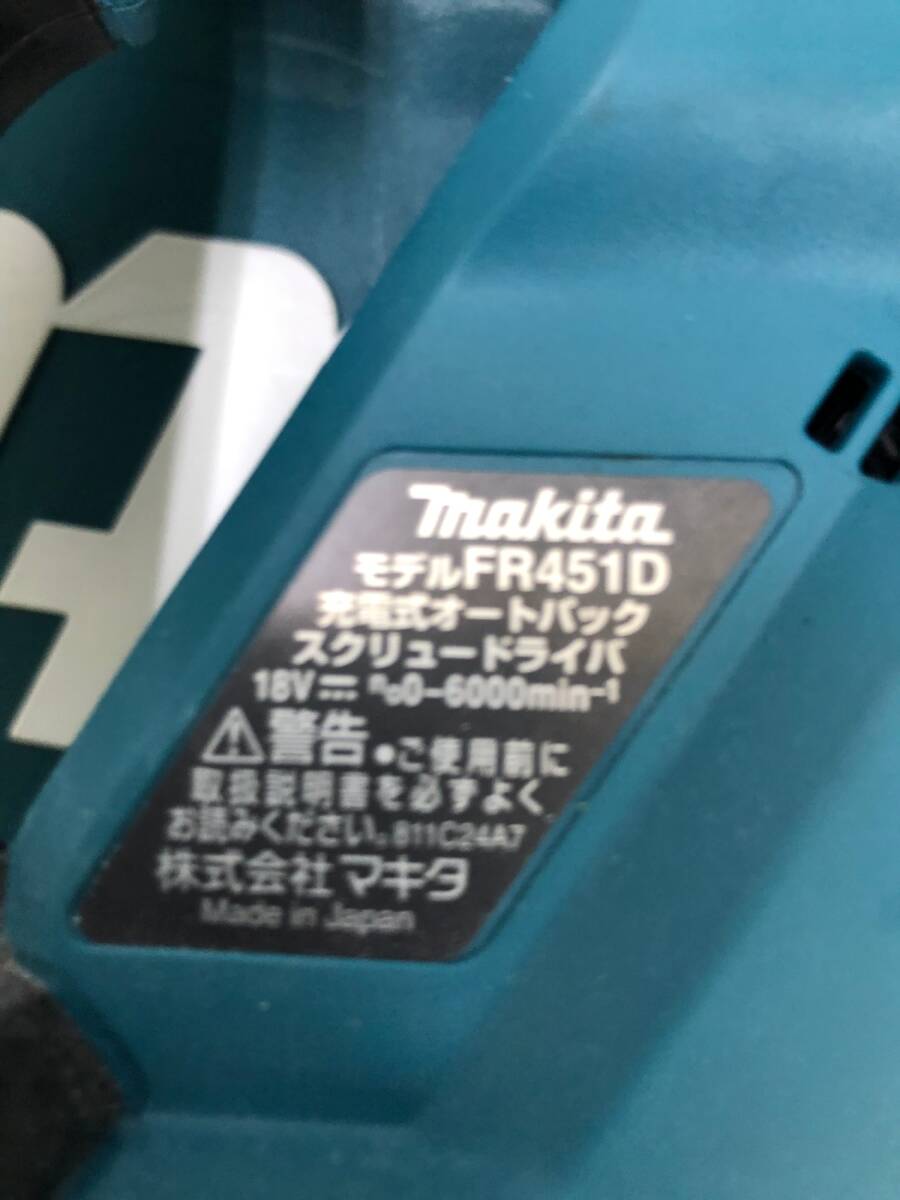 makita
モデルFR451D
充電式オートパック
スクリュードライバ
18V⎓ n₀0-6000min⁻¹
⚠警告 ●ご使用前に
取扱説明書を必ずよく
お読みください。811C24A7
株式会社マキタ
Made in Japan